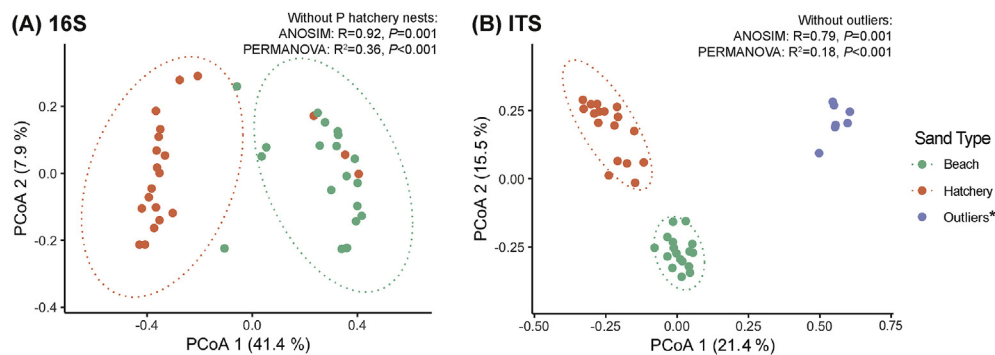 (A) 16S
Without P hatchery nests:
ANOSIM: R=0.92, P=0.001
PERMANOVA: R²=0.36, P<0.001
PCoA 2 (7.9 %)
0.2
0.0
-0.2
-0.4
-0.4
0.0
0.4
PCoA 1 (41.4 %)
(B) ITS
Without outliers:
ANOSIM: R=0.79, P=0.001
PERMANOVA: R²=0.18, P<0.001
PCoA 2 (15.5 %)
0.25
0.00
-0.25
-0.50
-0.25
0.00
0.25
0.50
0.75
PCoA 1 (21.4 %)
Sand Type
Beach
Hatchery
Outliers*